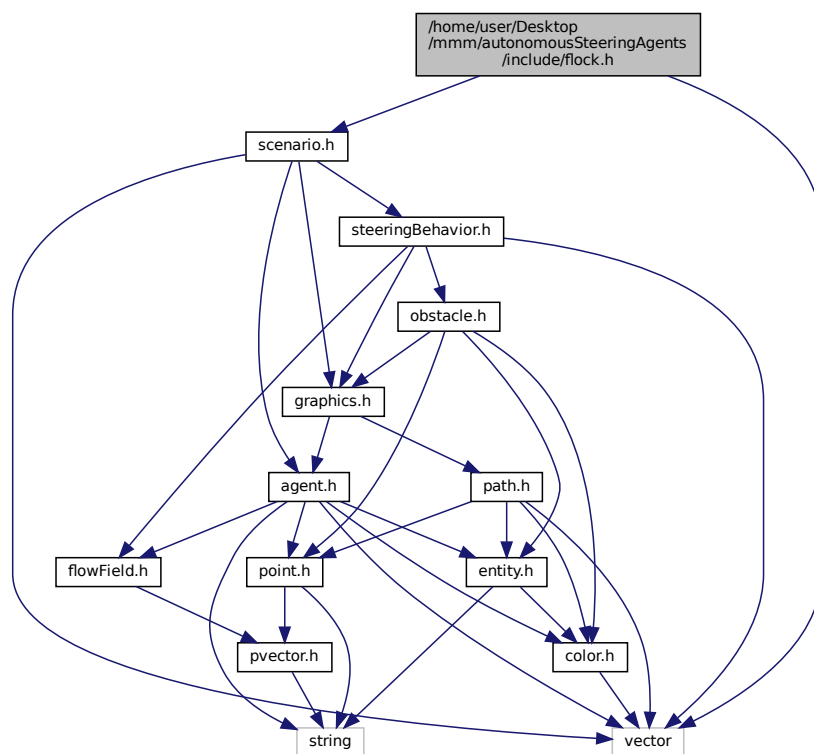 /home/user/Desktop
/mmm/autonomousSteeringAgents
/include/flock.h
scenario.h
steeringBehavior.h
obstacle.h
graphics.h
agent.h
path.h
flowField.h
point.h
entity.h
pvector.h
color.h
string
vector